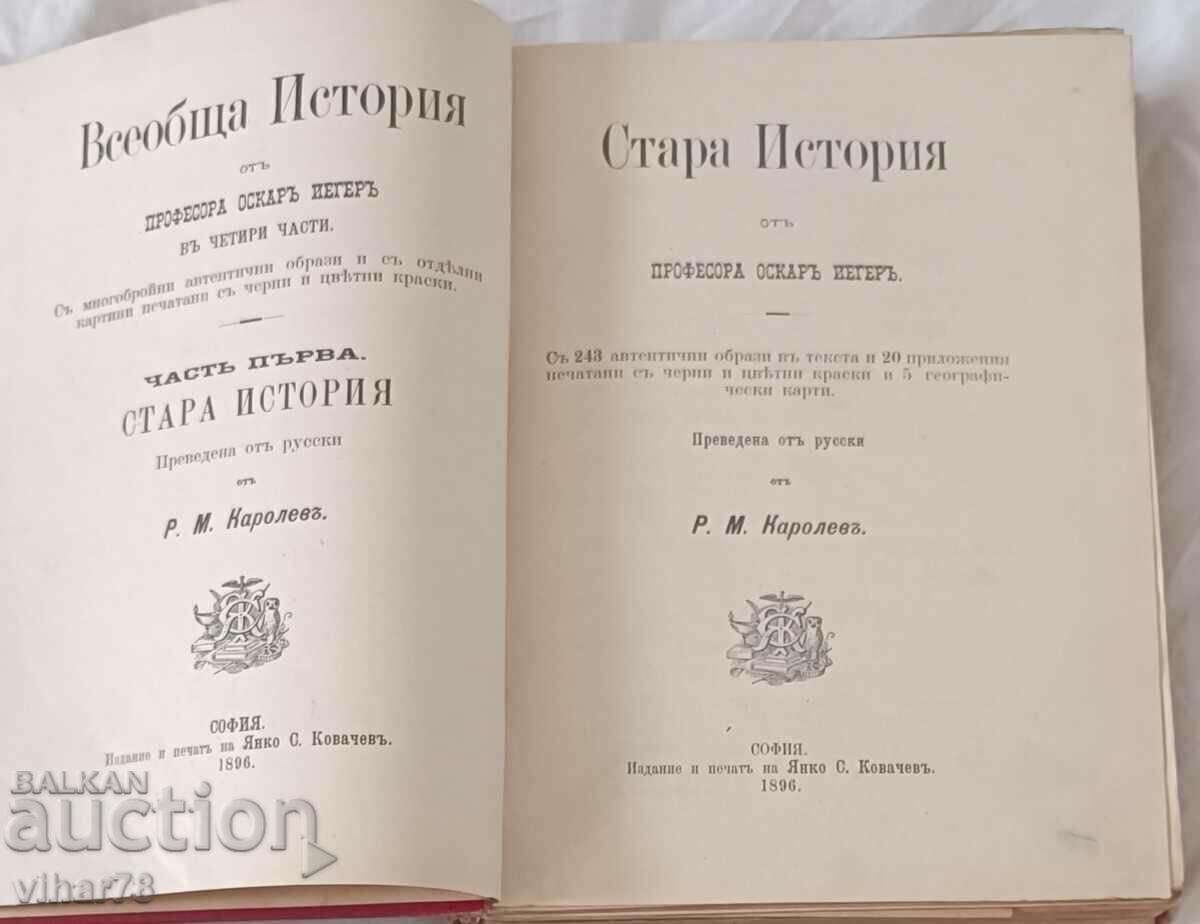 Всеобща История
отъ
ПРОФЕСОРА ОСКАРЪ ИЕГЕРЪ
ВЪ ЧЕТИРИ ЧАСТИ.
Съ многобройни автентични образи и съ отдѣлни
картини печатани съ черни и цвѣтни краски.
ЧАСТЬ ПЪРВА.
СТАРА ИСТОРИЯ
Преведена отъ русски
отъ
Р. М. Каролевъ.
СОФИЯ.
Издание и печать на Янко С. Ковачевъ.
1896.
Стара История
отъ
ПРОФЕСОРА ОСКАРЪ ИЕГЕРЪ.
Съ 243 автентични образи въ текста и 20 приложения
печатани съ черни и цвѣтни краски и 5 географи-
чески карти.
Преведена отъ русски
отъ
Р. М. Каролевъ.
СОФИЯ.
Издание и печать на Янко С. Ковачевъ.
1896.
BALKAN
auction
vihar73